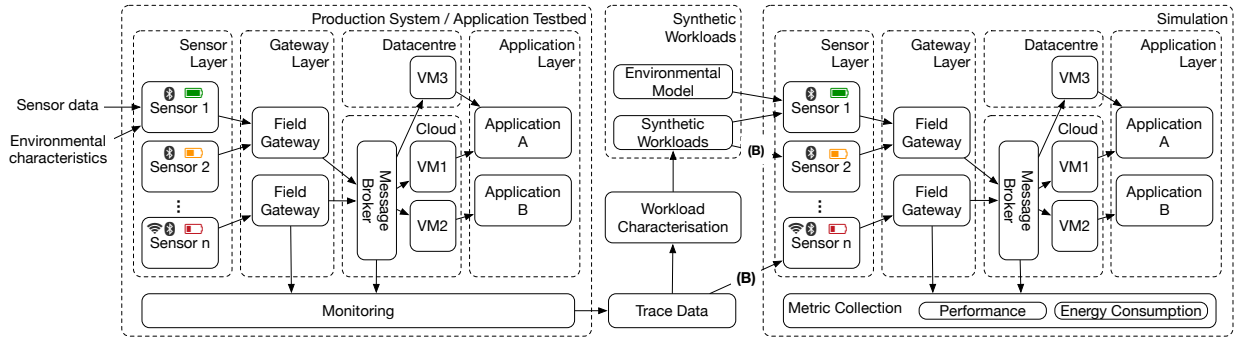 Production System / Application Testbed
Sensor
Layer
Gateway
Layer
Datacentre
Application
Layer
Sensor data
Environmental
characteristics
Sensor 1
Sensor 2
...
Sensor n
Field
Gateway
Field
Gateway
VM3
Cloud
Message
Broker
VM1
VM2
Application
A
Application
B
Monitoring
Synthetic
Workloads
Environmental
Model
Synthetic
Workloads
Workload
Characterisation
Trace Data
(B)
(B)
Simulation
Sensor
Layer
Gateway
Layer
Datacentre
Application
Layer
Sensor 1
Sensor 2
...
Sensor n
Field
Gateway
Field
Gateway
VM3
Cloud
Message
Broker
VM1
VM2
Application
A
Application
B
Metric Collection
Performance
Energy Consumption